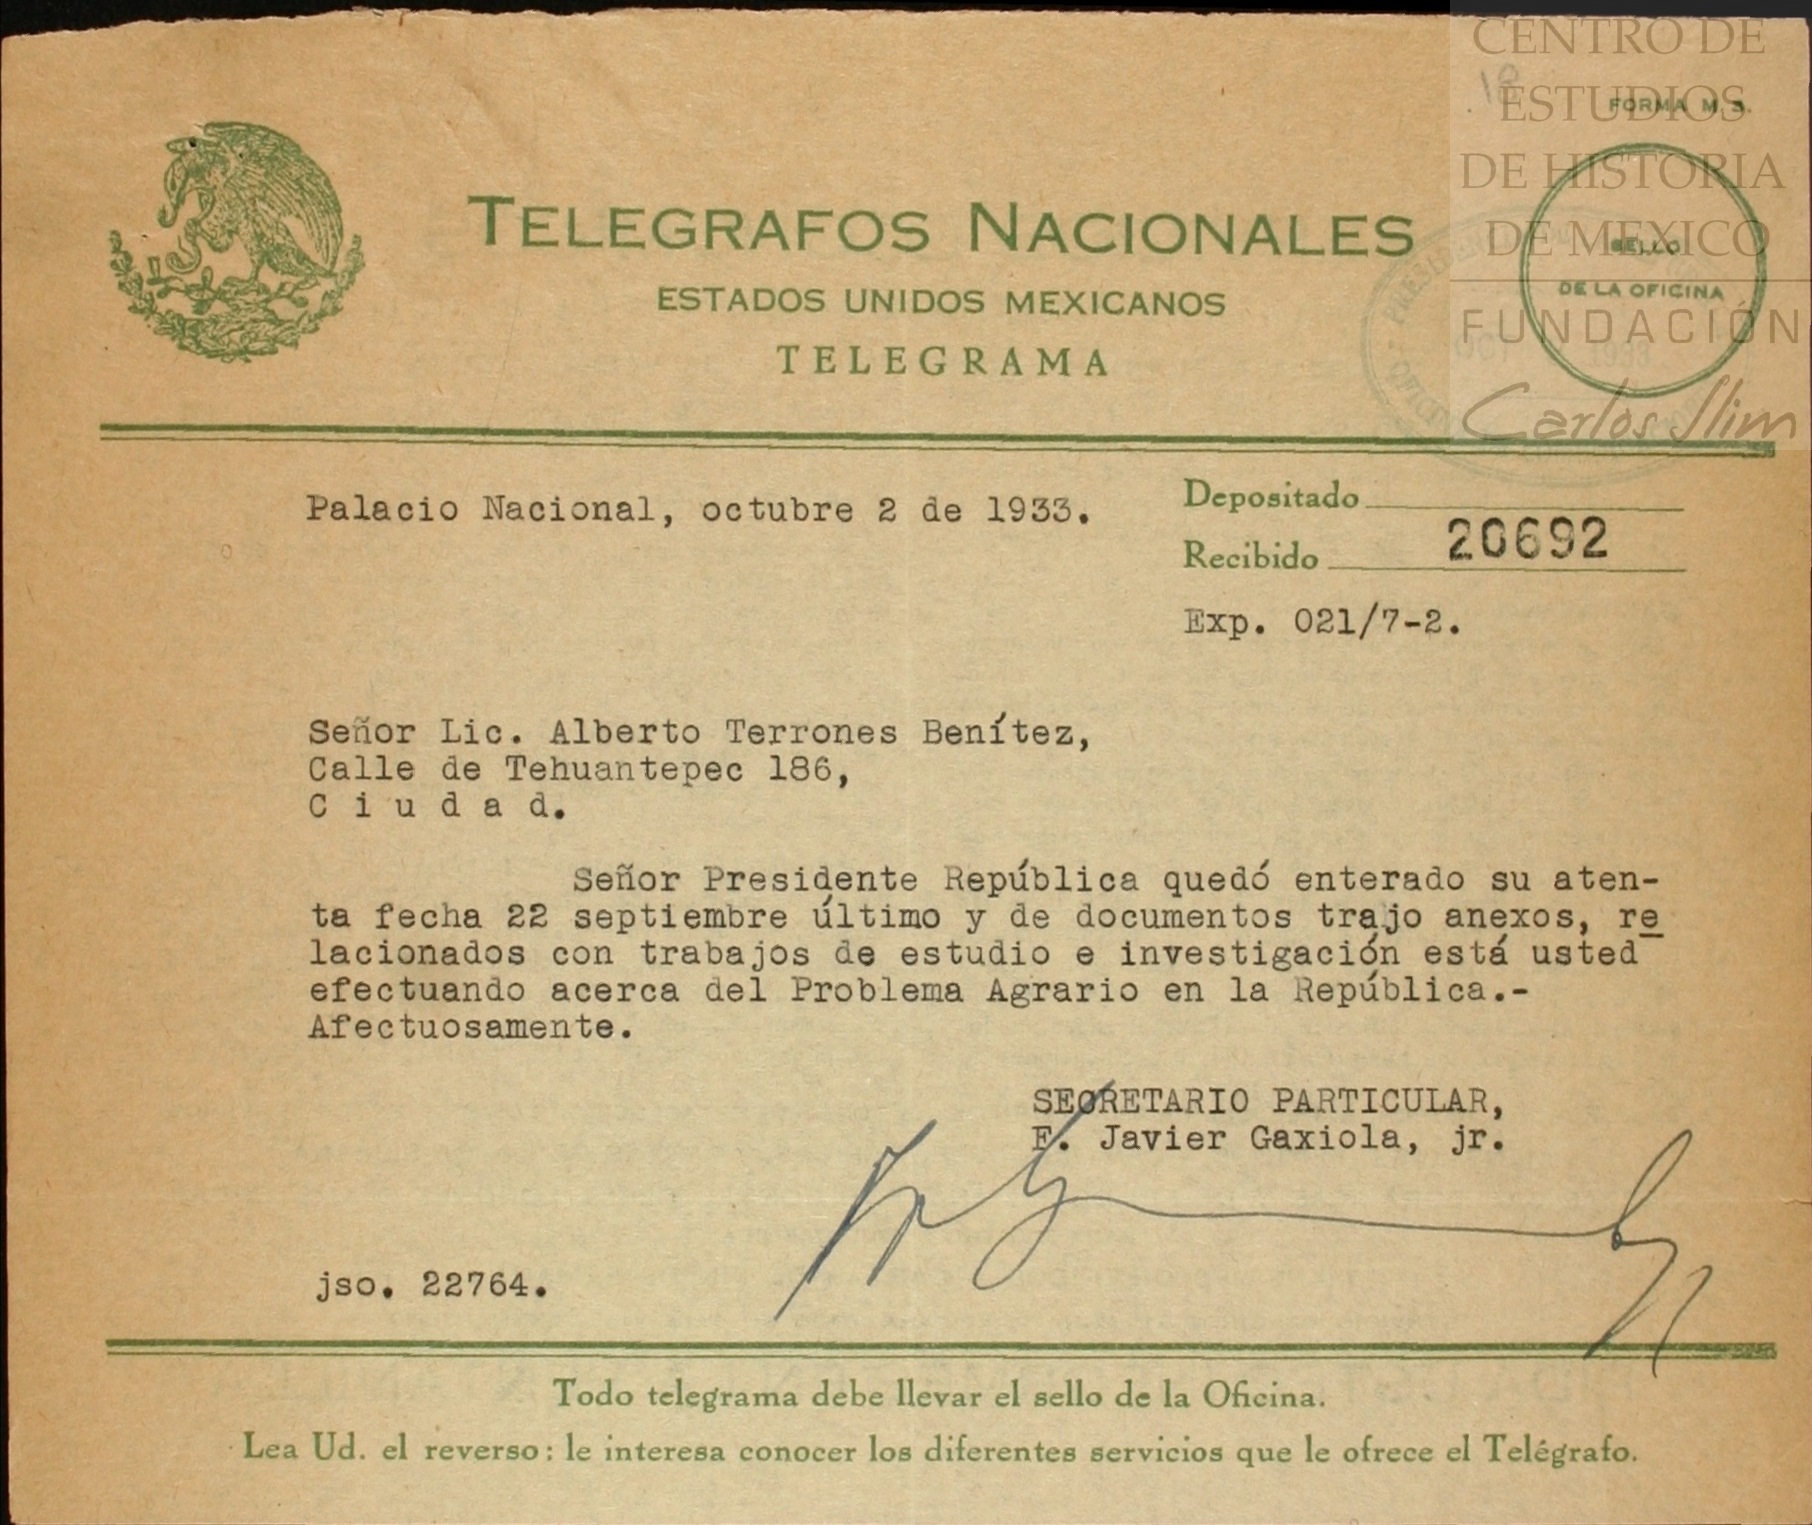 CENTRO DE
ESTUDIOS
DE HISTORIA
DE MEXICO
FUNDACIÓN
Carlos Slim
18
FORMA M. S.
SELLO
DE LA OFICINA
OCT 1933
TELEGRAFOS NACIONALES
ESTADOS UNIDOS MEXICANOS
TELEGRAMA
Palacio Nacional, octubre 2 de 1933.
Depositado
Recibido 20692
Exp. 021/7-2.
Señor Lic. Alberto Terrones Benítez,
Calle de Tehuantepec 186,
C i u d a d.
Señor Presidente República quedó enterado su aten-
ta fecha 22 septiembre último y de documentos trajo anexos, re
lacionados con trabajos de estudio e investigación está usted
efectuando acerca del Problema Agrario en la República.-
Afectuosamente.
SECRETARIO PARTICULAR,
F. Javier Gaxiola, jr.
jso. 22764.
Todo telegrama debe llevar el sello de la Oficina.
Lea Ud. el reverso: le interesa conocer los diferentes servicios que le ofrece el Telégrafo.